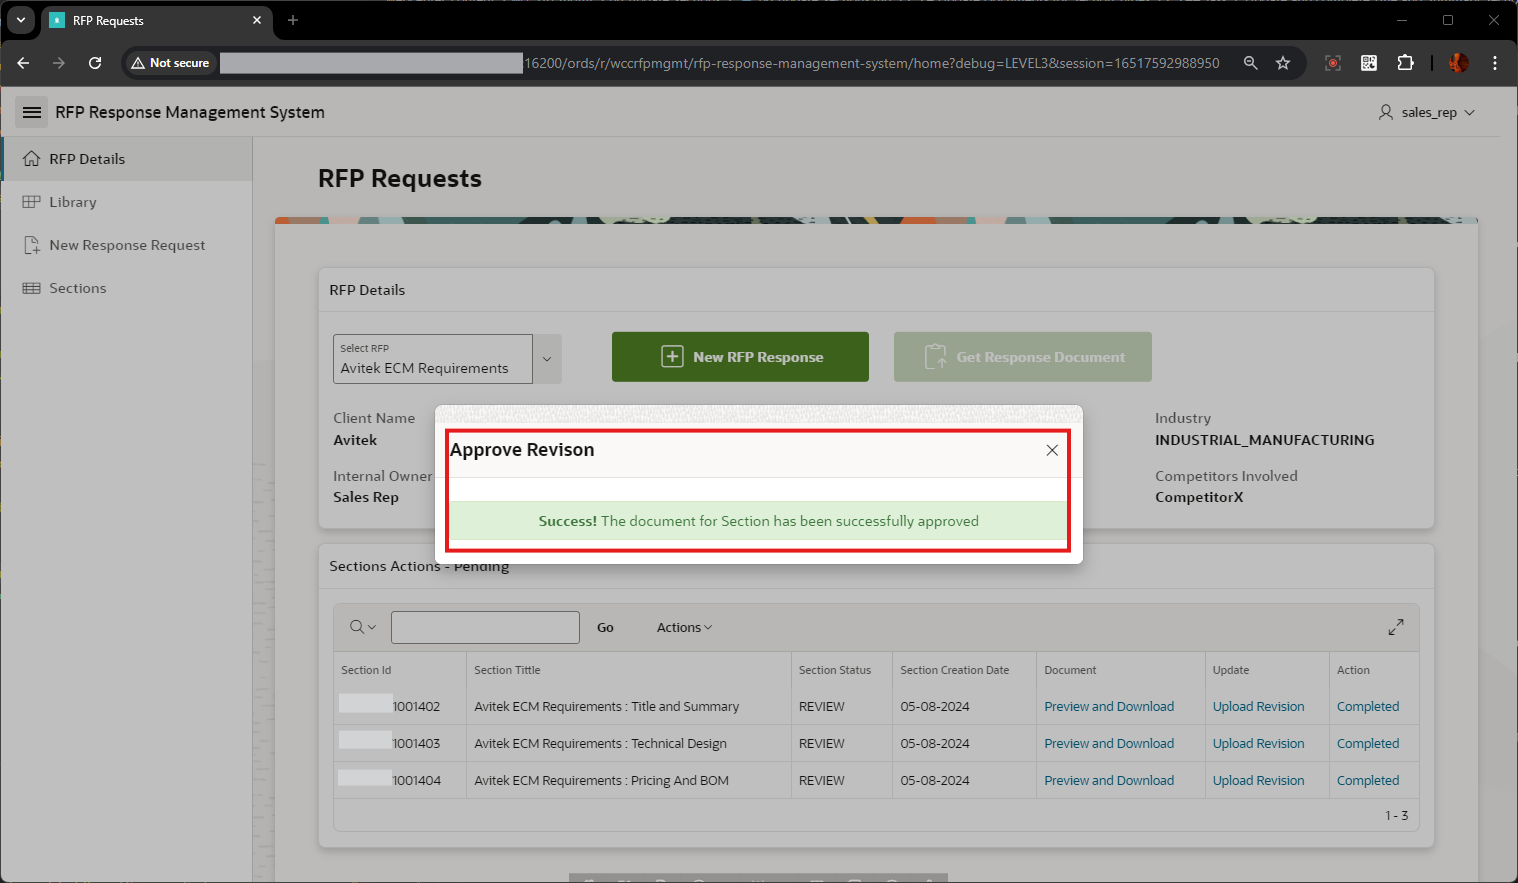 RFP Requests
Not secure
16200/ords/r/wccrfpmgmt/rfp-response-management-system/home?debug=LEVEL3&session=16517592988950
RFP Response Management System
sales_rep
RFP Details
Library
New Response Request
Sections
RFP Requests
RFP Details
Select RFP
Avitek ECM Requirements
New RFP Response
Get Response Document
Client Name
Avitek
Industry
INDUSTRIAL_MANUFACTURING
Internal Owner
Sales Rep
Competitors Involved
CompetitorX
Approve Revison
Success! The document for Section has been successfully approved
Sections Actions - Pending
Go
Actions
Section Id Section Tittle Section Status Section Creation Date Document Update Action
1001402 Avitek ECM Requirements : Title and Summary REVIEW 05-08-2024 Preview and Download Upload Revision Completed
1001403 Avitek ECM Requirements : Technical Design REVIEW 05-08-2024 Preview and Download Upload Revision Completed
1001404 Avitek ECM Requirements : Pricing And BOM REVIEW 05-08-2024 Preview and Download Upload Revision Completed
1 - 3